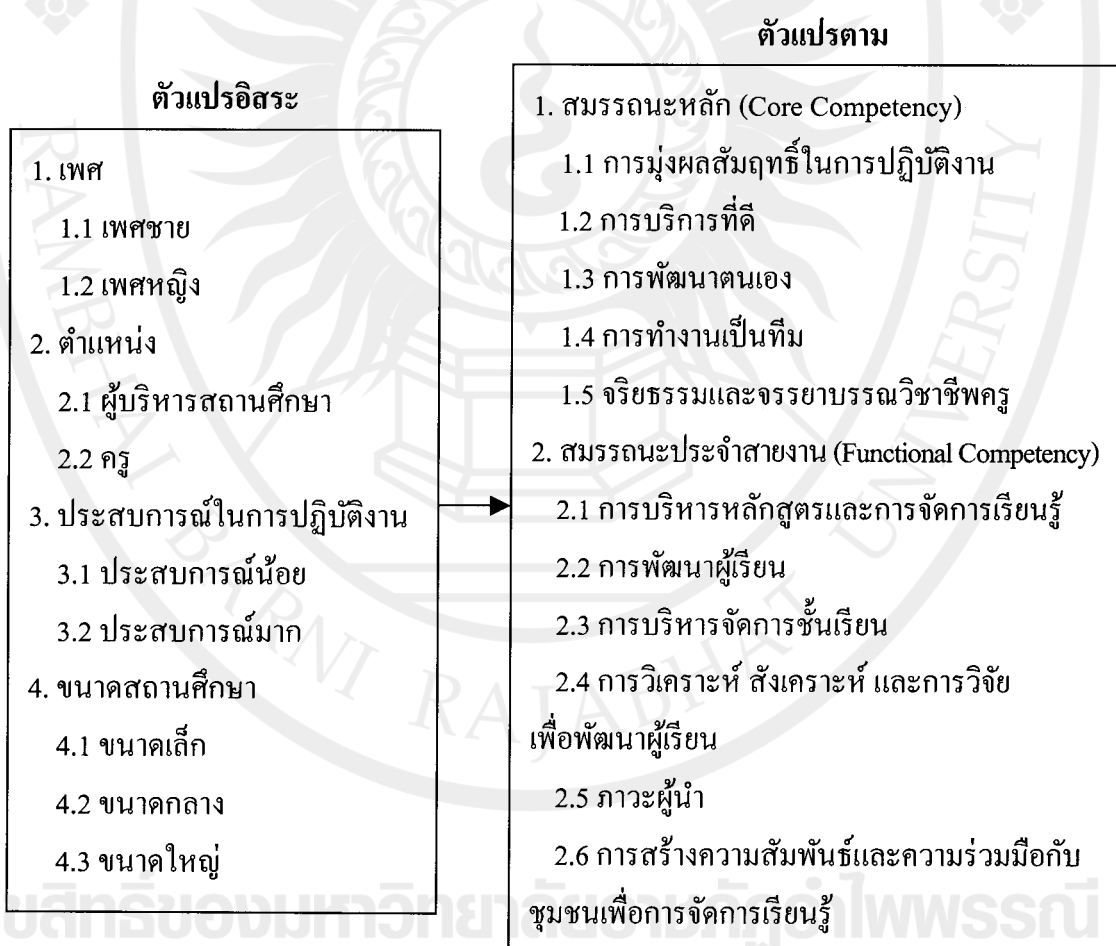 ตัวแปรอิสระ
1. เพศ
1.1 เพศชาย
1.2 เพศหญิง
2. ตำแหน่ง
2.1 ผู้บริหารสถานศึกษา
2.2 ครู
3. ประสบการณ์ในการปฏิบัติงาน
3.1 ประสบการณ์น้อย
3.2 ประสบการณ์มาก
4. ขนาดสถานศึกษา
4.1 ขนาดเล็ก
4.2 ขนาดกลาง
4.3 ขนาดใหญ่
ตัวแปรตาม
1. สมรรถนะหลัก (Core Competency)
1.1 การมุ่งผลสัมฤทธิ์ในการปฏิบัติงาน
1.2 การบริการที่ดี
1.3 การพัฒนาตนเอง
1.4 การทำงานเป็นทีม
1.5 จริยธรรมและจรรยาบรรณวิชาชีพครู
2. สมรรถนะประจำสายงาน (Functional Competency)
2.1 การบริหารหลักสูตรและการจัดการเรียนรู้
2.2 การพัฒนาผู้เรียน
2.3 การบริหารจัดการชั้นเรียน
2.4 การวิเคราะห์ สังเคราะห์ และการวิจัย
เพื่อพัฒนาผู้เรียน
2.5 ภาวะผู้นำ
2.6 การสร้างความสัมพันธ์และความร่วมมือกับ
ชุมชนเพื่อการจัดการเรียนรู้
RAMBHAI BARNI RAJABHAT UNIVERSITY